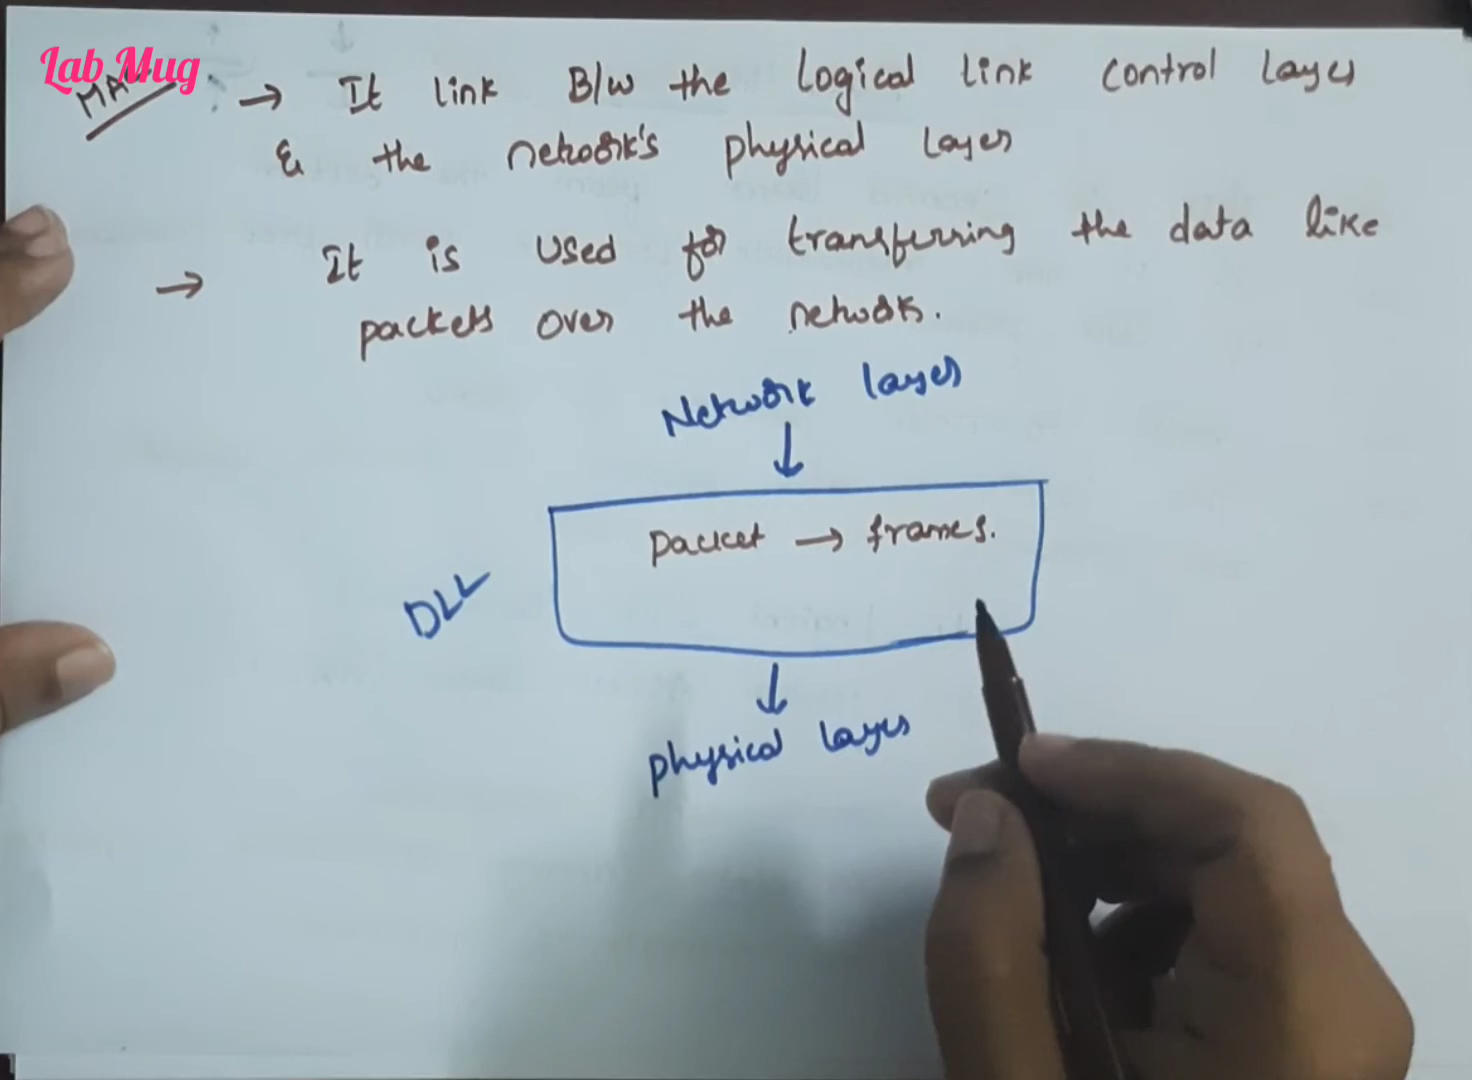 Lab Mug
MAC : → It link B/w the Logical link control Layer
& the network's physical Layer
→ It is used for transferring the data like
packets over the network.
Network layer
↓
packet → frames.
DLL
↓
physical layer